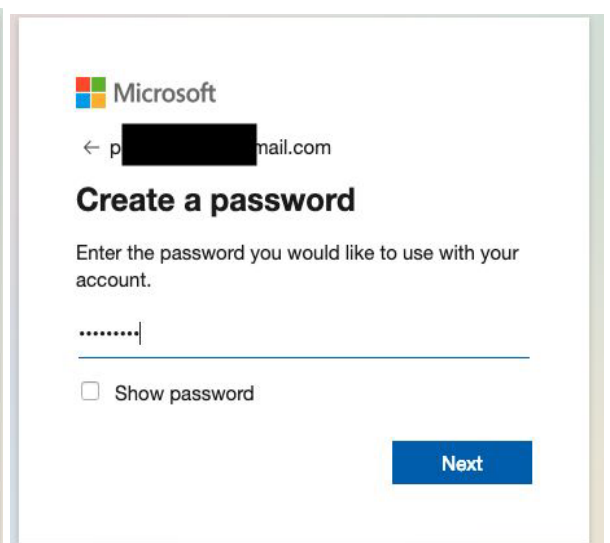 Microsoft
← p mail.com
Create a password
Enter the password you would like to use with your
account.
•••••••••
Show password
Next